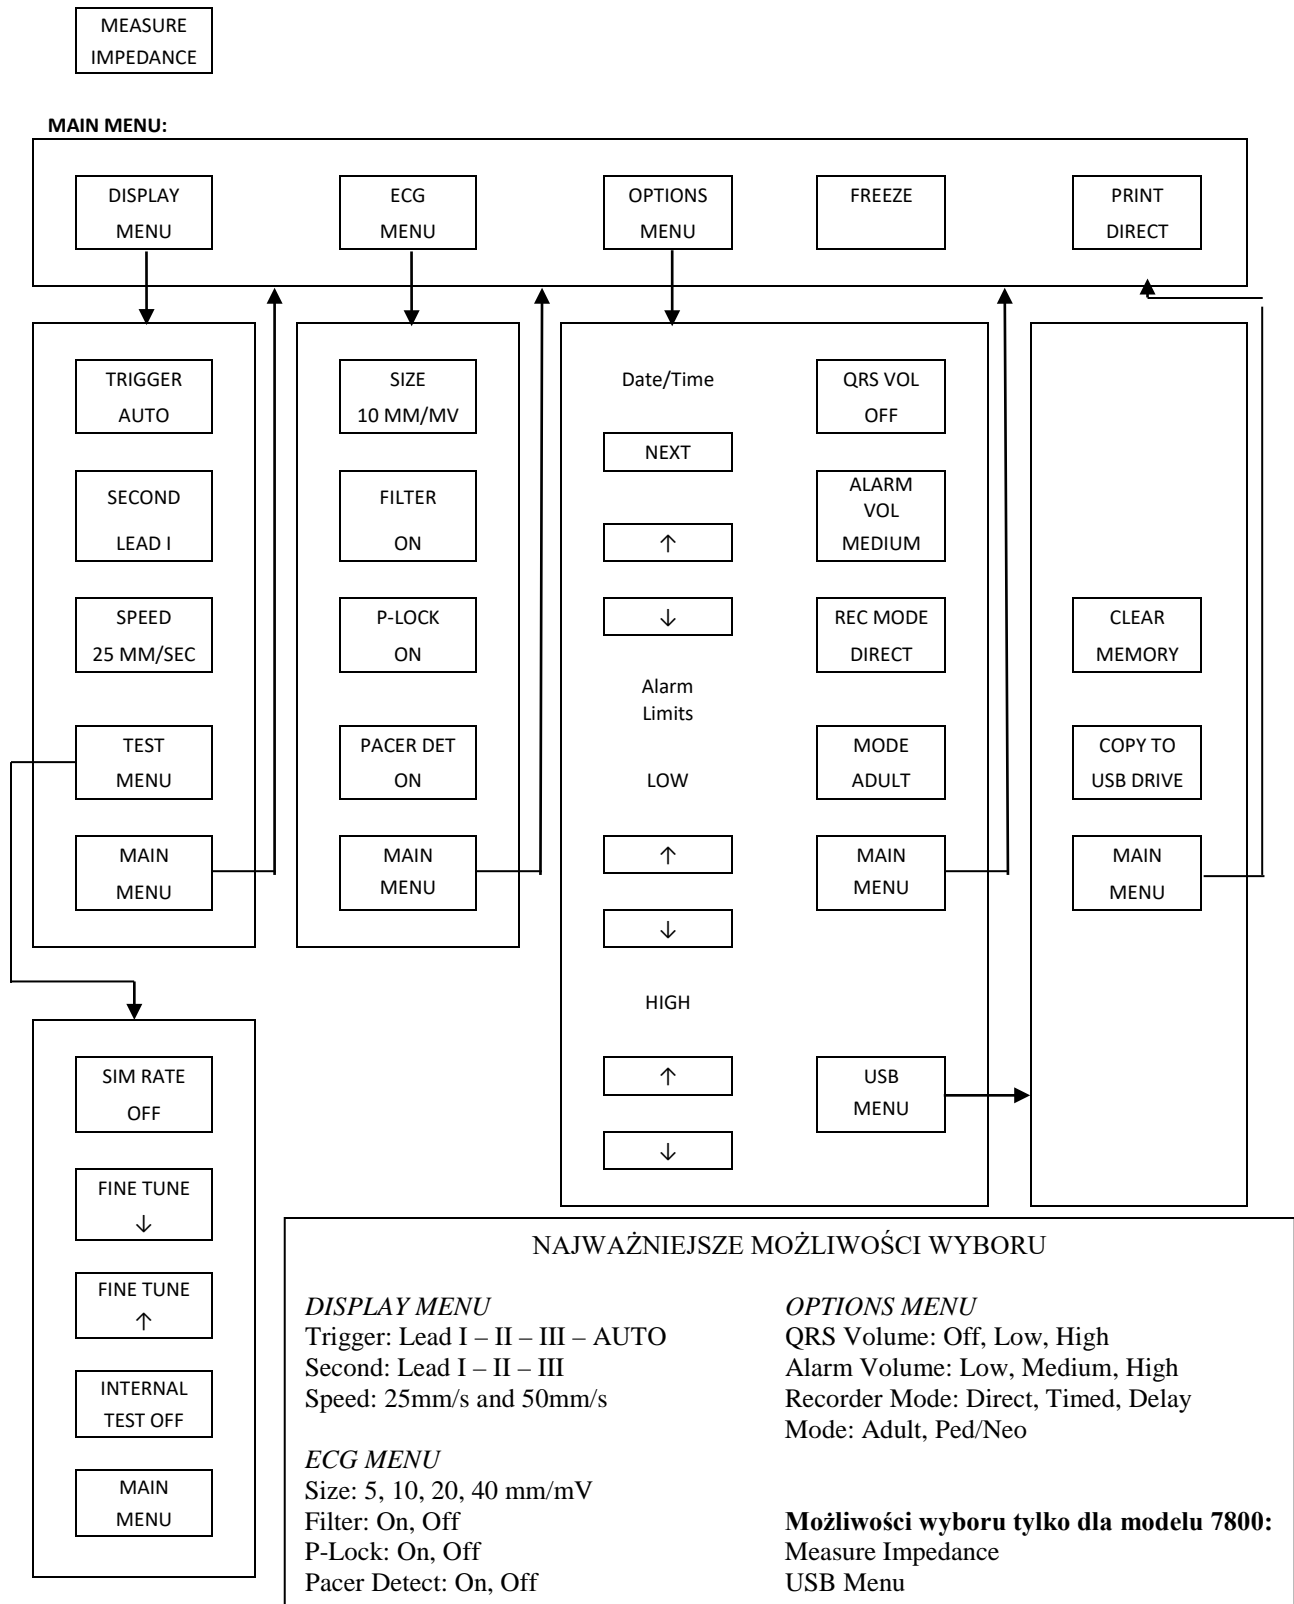 MEASURE
IMPEDANCE
MAIN MENU:
DISPLAY
MENU
ECG
MENU
OPTIONS
MENU
FREEZE
PRINT
DIRECT
TRIGGER
AUTO
SECOND
LEAD I
SPEED
25 MM/SEC
TEST
MENU
MAIN
MENU
SIZE
10 MM/MV
FILTER
ON
P-LOCK
ON
PACER DET
ON
MAIN
MENU
Date/Time
NEXT
↑
↓
Alarm
Limits
LOW
↑
↓
HIGH
↑
↓
QRS VOL
OFF
ALARM
VOL
MEDIUM
REC MODE
DIRECT
MODE
ADULT
MAIN
MENU
USB
MENU
CLEAR
MEMORY
COPY TO
USB DRIVE
MAIN
MENU
SIM RATE
OFF
FINE TUNE
↓
FINE TUNE
↑
INTERNAL
TEST OFF
MAIN
MENU
NAJWAŻNIEJSZE MOŻLIWOŚCI WYBORU
DISPLAY MENU
Trigger: Lead I – II – III – AUTO
Second: Lead I – II – III
Speed: 25mm/s and 50mm/s
ECG MENU
Size: 5, 10, 20, 40 mm/mV
Filter: On, Off
P-Lock: On, Off
Pacer Detect: On, Off
OPTIONS MENU
QRS Volume: Off, Low, High
Alarm Volume: Low, Medium, High
Recorder Mode: Direct, Timed, Delay
Mode: Adult, Ped/Neo
Możliwości wyboru tylko dla modelu 7800:
Measure Impedance
USB Menu